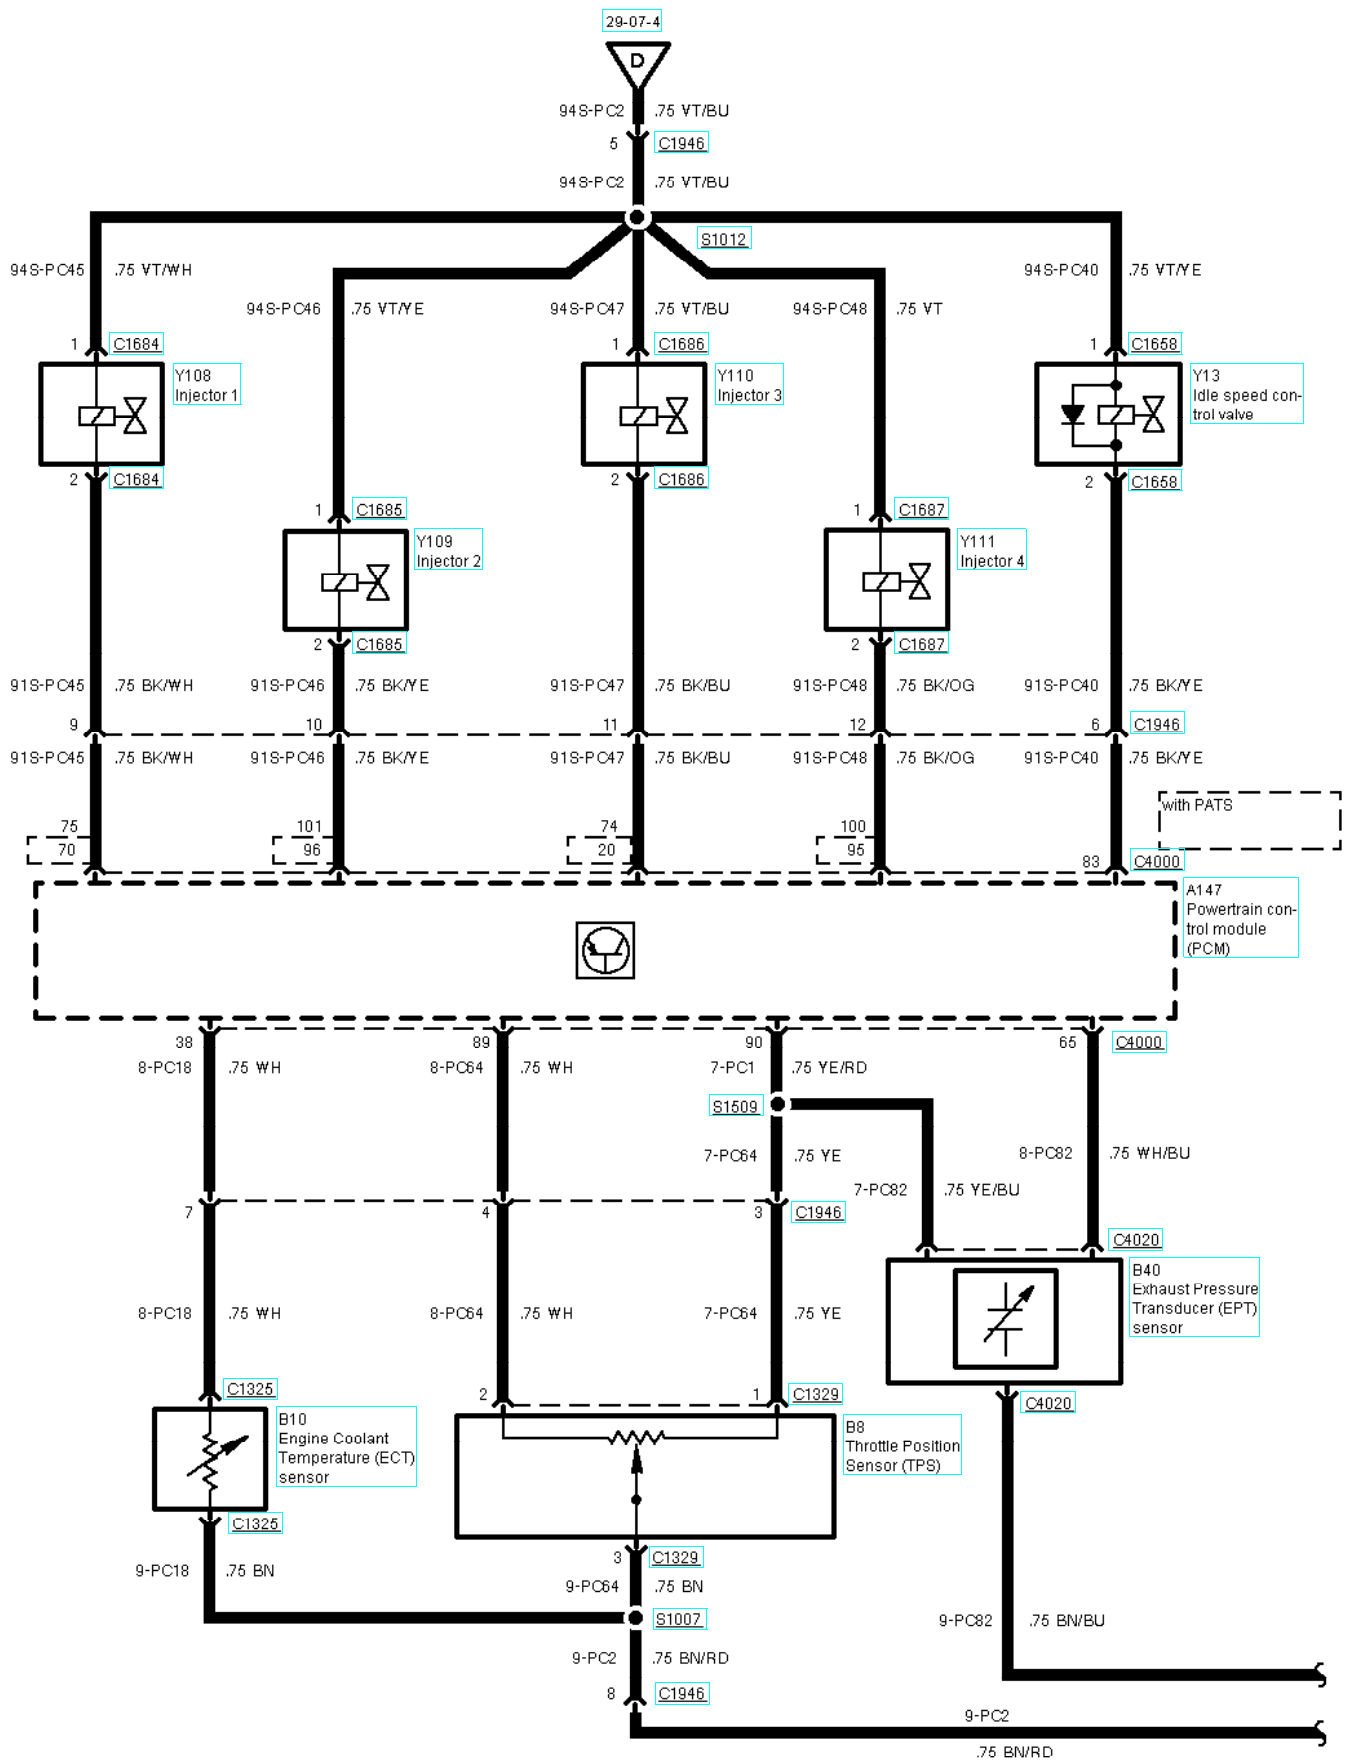 29-07-4
D
94S-PC2 .75 VT/BU
5 C1946
94S-PC2 .75 VT/BU
S1012
94S-PC45 .75 VT/WH
94S-PC40 .75 VT/YE
94S-PC46 .75 VT/YE
94S-PC47 .75 VT/BU
94S-PC48 .75 VT
1 C1684
1 C1686
1 C1658
Y108
Injector 1
Y110
Injector 3
Y13
Idle speed con-
trol valve
2 C1684
2 C1686
2 C1658
1 C1685
1 C1687
Y109
Injector 2
Y111
Injector 4
2 C1685
2 C1687
91S-PC45 .75 BK/WH
91S-PC46 .75 BK/YE
91S-PC47 .75 BK/BU
91S-PC48 .75 BK/OG
91S-PC40 .75 BK/YE
9 10 11 12 6 C1946
91S-PC45 .75 BK/WH
91S-PC46 .75 BK/YE
91S-PC47 .75 BK/BU
91S-PC48 .75 BK/OG
91S-PC40 .75 BK/YE
with PATS
75 101 74 100
70 96 20 95
83 C4000
A147
Powertrain con-
trol module
(PCM)
38 89 90 65 C4000
8-PC18 .75 WH
8-PC64 .75 WH
7-PC1 .75 YE/RD
S1509
7-PC64 .75 YE
8-PC82 .75 WH/BU
7-PC82 .75 YE/BU
7 4 3 C1946
C4020
B40
Exhaust Pressure
Transducer (EPT)
sensor
8-PC18 .75 WH
8-PC64 .75 WH
7-PC64 .75 YE
C1325
2 1 C1329
C4020
B10
Engine Coolant
Temperature (ECT)
sensor
B8
Throttle Position
Sensor (TPS)
C1325
3 C1329
9-PC18 .75 BN
9-PC64 .75 BN
S1007
9-PC82 .75 BN/BU
9-PC2 .75 BN/RD
8 C1946
9-PC2
.75 BN/RD